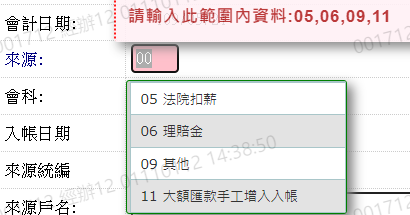 會計日期:
請輸入此範圍內資料:05,06,09,11
來源:
00
會科:
05 法院扣薪
入帳日期
06 理賠金
09 其他
來源統編
11 大額匯款手工增入入帳
來源戶名: